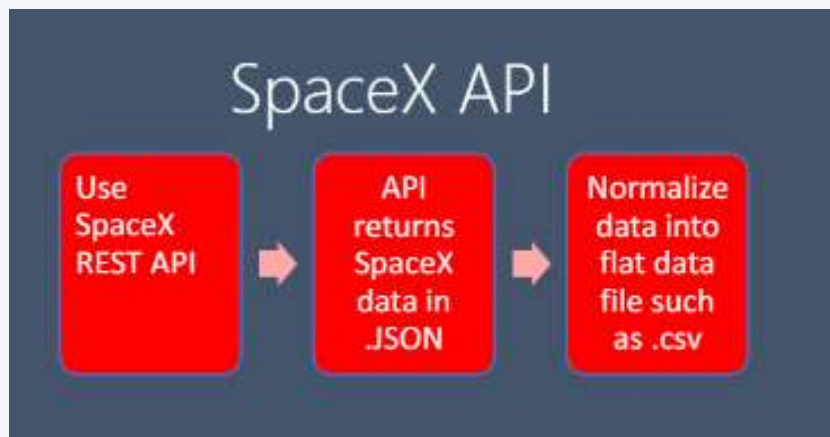 SpaceX API
Use
SpaceX
REST API
API
returns
SpaceX
data in
.JSON
Normalize
data into
flat data
file such
as .csv